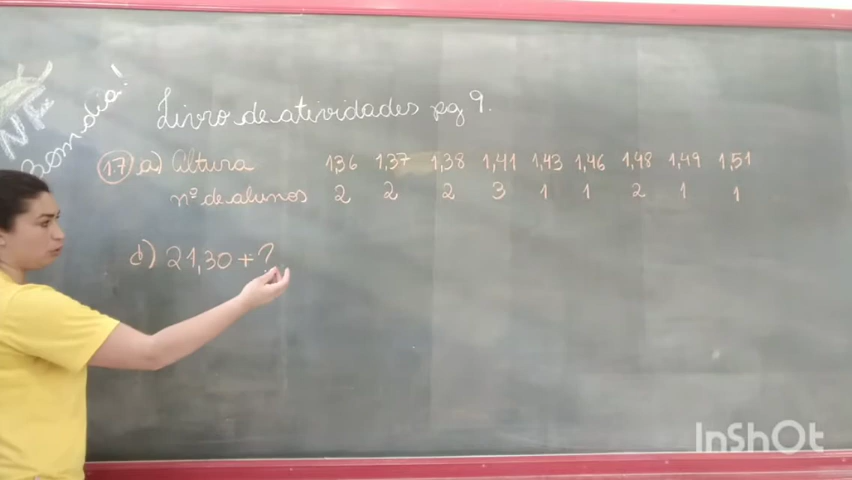 Bom dia!
Livro de atividades pg 9.
17 a) Altura 1,36 1,37 1,38 1,41 1,43 1,46 1,48 1,49 1,51
nº de alunos 2 2 2 3 1 1 2 1 1
d) 21,30 + ?
InShOt